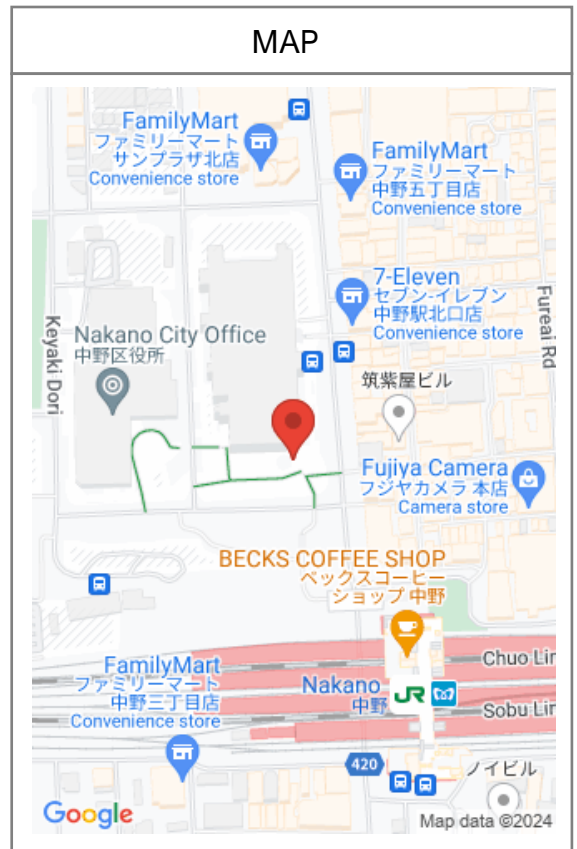 MAP
FamilyMart
ファミリーマート
サンプラザ北店
Convenience store
FamilyMart
ファミリーマート
中野五丁目店
Convenience store
7-Eleven
セブン-イレブン
中野駅北口店
Convenience store
Fureai Rd
Keyaki Dori
Nakano City Office
中野区役所
筑紫屋ビル
Fujiya Camera
フジヤカメラ 本店
Camera store
BECKS COFFEE SHOP
ベックスコーヒー
ショップ 中野
Chuo Lin
FamilyMart
ファミリーマート
中野三丁目店
Convenience store
Nakano
中野
JR
Sobu Lin
420
ノイビル
Google
Map data ©2024